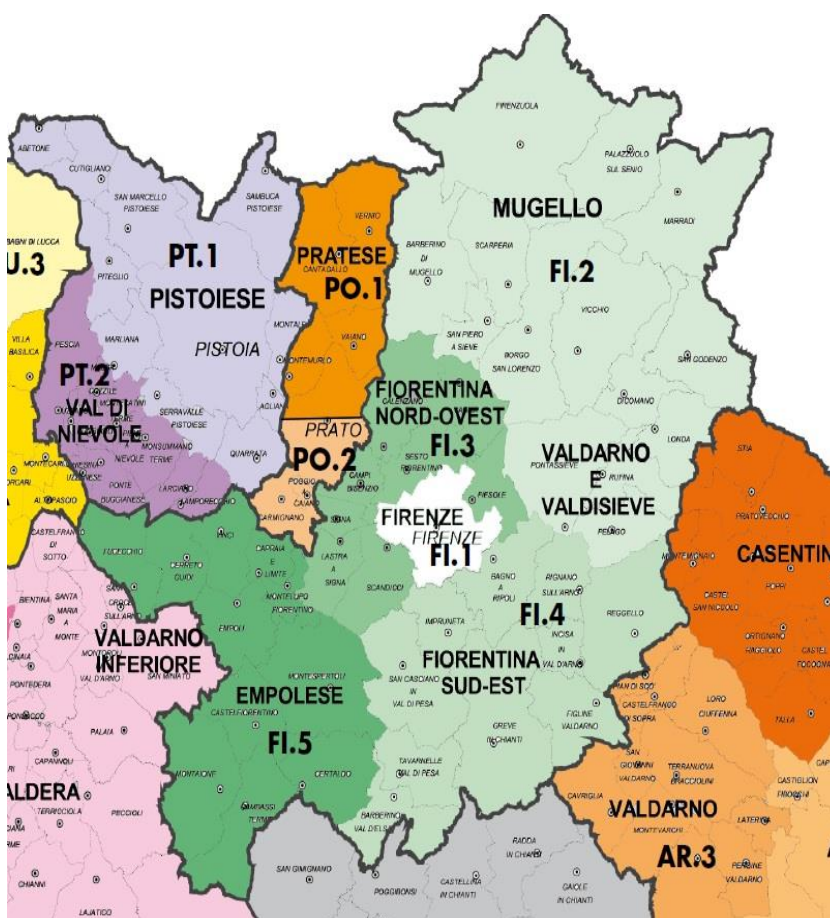 FIRENZUOLA
ABETONE
CUTIGLIANO
PALAZZUOLO
SUL SENIO
SAN MARCELLO
PISTOIESE
SAMBUCA
PISTOIESE
MUGELLO
MARRADI
VERNIO
BAGNI DI LUCCA
U.3
PT.1
PRATESE
CANTAGALLO
BARBERINO
DI
MUGELLO
SCARPERIA
PITEGLIO
PISTOIESE
PO.1
FI.2
VICCHIO
VILLA
BASILICA
PESCIA
MARLIANA
PISTOIA
MONTALE
VAIANO
SAN PIERO
A SIEVE
BORGO
SAN LORENZO
SAN GODENZO
MONTEMURLO
PT.2
VAL DI
NIEVOLE
FIORENTINA
NORD-OVEST
CALENZANO
FI.3
DICOMANO
AGLIANA
SERRAVALLE
PISTOIESE
MONSUMMANO
TERME
PRATO
PO.2
SESTO
FIORENTINO
VALDARNO
E
VALDISIEVE
LONDA
STIA
QUARRATA
PONTASSIEVE
RUFINA
MONTECARLO
ALTOPASCIO
PONTE
BUGGIANESE
LARCIANO
LAMPORECCHIO
POGGIO
A
CAIANO
CAMPI
BISENZIO
FIESOLE
PRATOVECCHIO
CARMIGNANO
SIGNA
FIRENZE
FIRENZE
FI.1
PELAGO
CASTELFRANCO
DI
SOTTO
FUCECCHIO
VINCI
CERRETO
GUIDI
CAPRAIA
E
LIMITE
LASTRA
A
SIGNA
SCANDICCI
BAGNO
A
RIPOLI
RIGNANO
SULL'ARNO
MONTEMIGNAIO
CASENTIN
POPPI
BIENTINA
SANTA
MARIA
A
MONTE
MONTELUPO
FIORENTINO
FI.4
REGGELLO
CASTEL
SAN NICCOLO'
ORTIGNANO
RAGGIOLO
EMPOLI
IMPRUNETA
INCISA
IN
VAL D'ARNO
VALDARNO
INFERIORE
SAN MINIATO
MONTESPERTOLI
SAN CASCIANO
IN
VAL DI PESA
FIORENTINA
SUD-EST
PONTEDERA
EMPOLESE
CASTELFIORENTINO
FI.5
FIGLINE
VALDARNO
PIAN DI SCO
CASTELFRANCO
DI SOPRA
LORO
CIUFFENNA
TALLA
PALAIA
GREVE
IN CHIANTI
CAPANNOLI
MONTAIONE
CERTALDO
TAVARNELLE
VAL DI PESA
SAN
GIOVANNI
VALDARNO
TERRANUOVA
BRACCIOLINI
CASTIGLION
FIBOCCHI
ALDERA
TERRICCIOLA
PECCIOLI
GAMBASSI
TERME
BARBERINO
VAL D'ELSA
CAVRIGLIA
VALDARNO
MONTEVARCHI
LATERINA
AR.3
PERGINE
VALDARNO
CHIANNI
LAJATICO
SAN GIMIGNANO
POGGIBONSI
CASTELLINA
IN CHIANTI
RADDA
IN CHIANTI
GAIOLE
IN CHIANTI